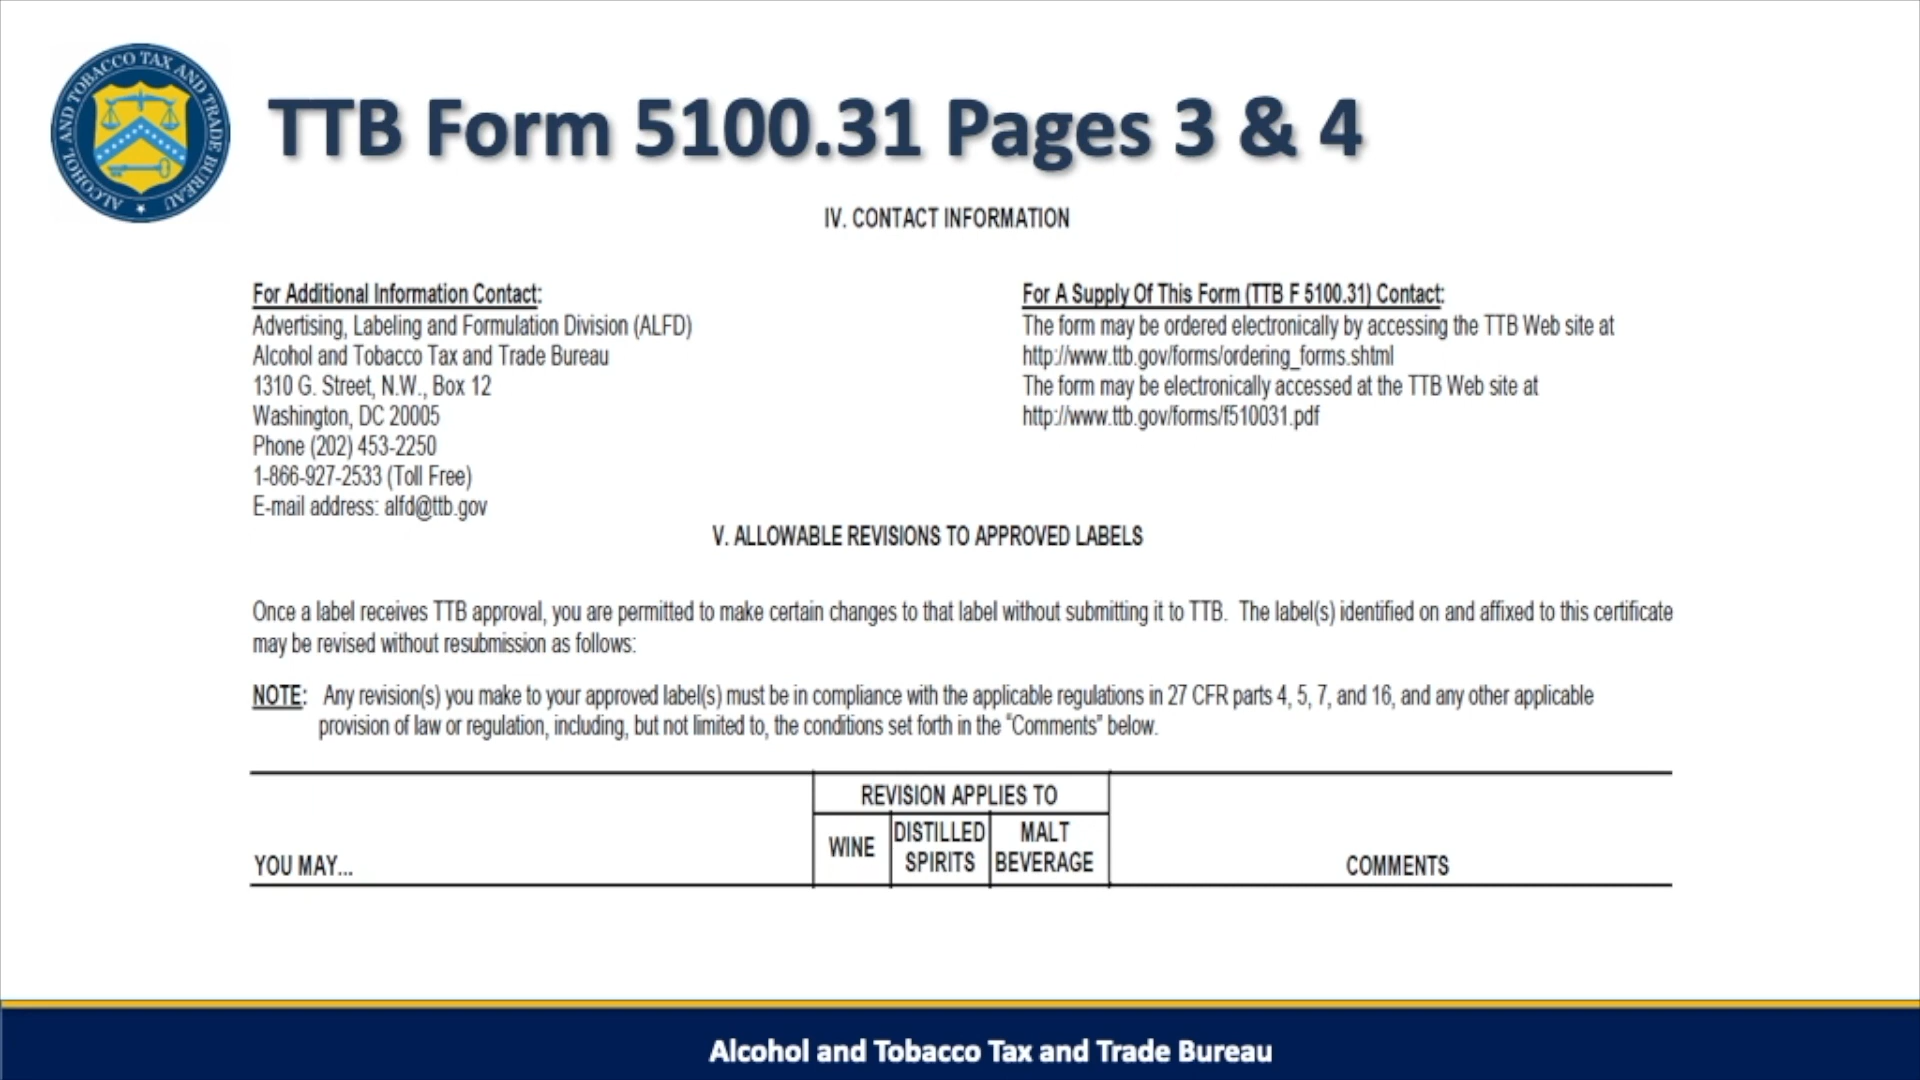 ALCOHOL AND TOBACCO TAX AND TRADE BUREAU
TTB Form 5100.31 Pages 3 & 4
IV. CONTACT INFORMATION
For Additional Information Contact:
Advertising, Labeling and Formulation Division (ALFD)
Alcohol and Tobacco Tax and Trade Bureau
1310 G. Street, N.W., Box 12
Washington, DC 20005
Phone (202) 453-2250
1-866-927-2533 (Toll Free)
E-mail address: alfd@ttb.gov
For A Supply Of This Form (TTB F 5100.31) Contact:
The form may be ordered electronically by accessing the TTB Web site at
http://www.ttb.gov/forms/ordering_forms.shtml
The form may be electronically accessed at the TTB Web site at
http://www.ttb.gov/forms/f510031.pdf
V. ALLOWABLE REVISIONS TO APPROVED LABELS
Once a label receives TTB approval, you are permitted to make certain changes to that label without submitting it to TTB. The label(s) identified on and affixed to this certificate
may be revised without resubmission as follows:
NOTE: Any revision(s) you make to your approved label(s) must be in compliance with the applicable regulations in 27 CFR parts 4, 5, 7, and 16, and any other applicable
provision of law or regulation, including, but not limited to, the conditions set forth in the “Comments” below.
YOU MAY...
REVISION APPLIES TO
WINE
DISTILLED
SPIRITS
MALT
BEVERAGE
COMMENTS
Alcohol and Tobacco Tax and Trade Bureau